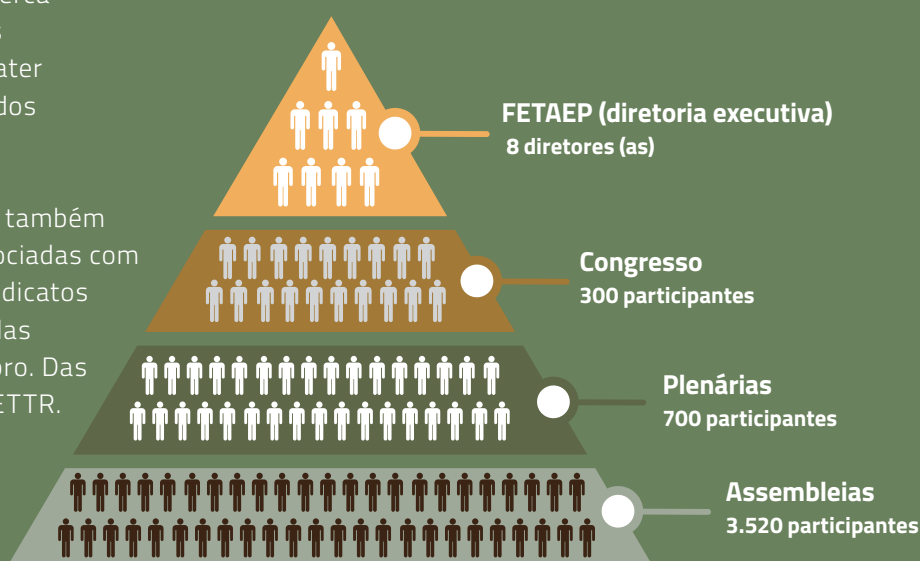 ater
dos
também
ociadas com
dicatos
las
oro. Das
ETTR.
FETAEP (diretoria executiva)
8 diretores (as)
Congresso
300 participantes
Plenárias
700 participantes
Assembleias
3.520 participantes